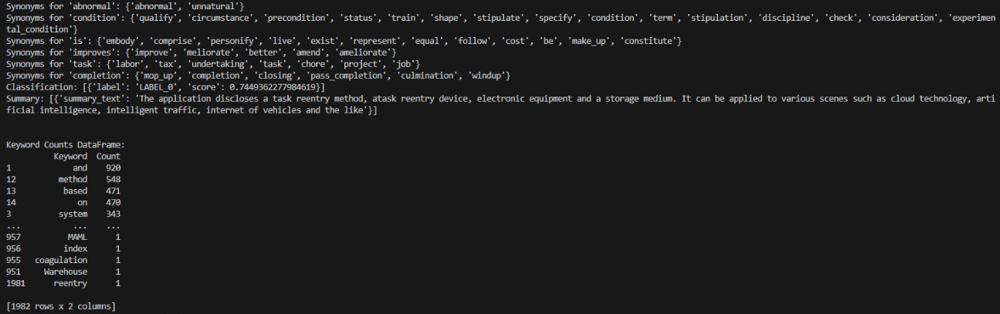 Synonyms for 'abnormal': {'abnormal', 'unnatural'}
Synonyms for 'condition': {'qualify', 'circumstance', 'precondition', 'status', 'train', 'shape', 'stipulate', 'specify', 'condition', 'term', 'stipulation', 'discipline', 'check', 'consideration', 'experimen
tal_condition'}
Synonyms for 'is': {'embody', 'comprise', 'personify', 'live', 'exist', 'represent', 'equal', 'follow', 'cost', 'be', 'make_up', 'constitute'}
Synonyms for 'improves': {'improve', 'meliorate', 'better', 'amend', 'ameliorate'}
Synonyms for 'task': {'labor', 'tax', 'undertaking', 'task', 'chore', 'project', 'job'}
Synonyms for 'completion': {'mop_up', 'completion', 'closing', 'pass_completion', 'culmination', 'windup'}
Classification: [{'label': 'LABEL_0', 'score': 0.7449362277984619}]
Summary: [{'summary_text': 'The application discloses a task reentry method, atask reentry device, electronic equipment and a storage medium. It can be applied to various scenes such as cloud technology, arti
ficial intelligence, intelligent traffic, internet of vehicles and the like'}]
Keyword Counts DataFrame:
Keyword Count
1 and 920
12 method 548
13 based 471
14 on 470
3 system 343
... ... ...
957 MAML 1
956 index 1
955 coagulation 1
951 Warehouse 1
1981 reentry 1
[1982 rows x 2 columns]